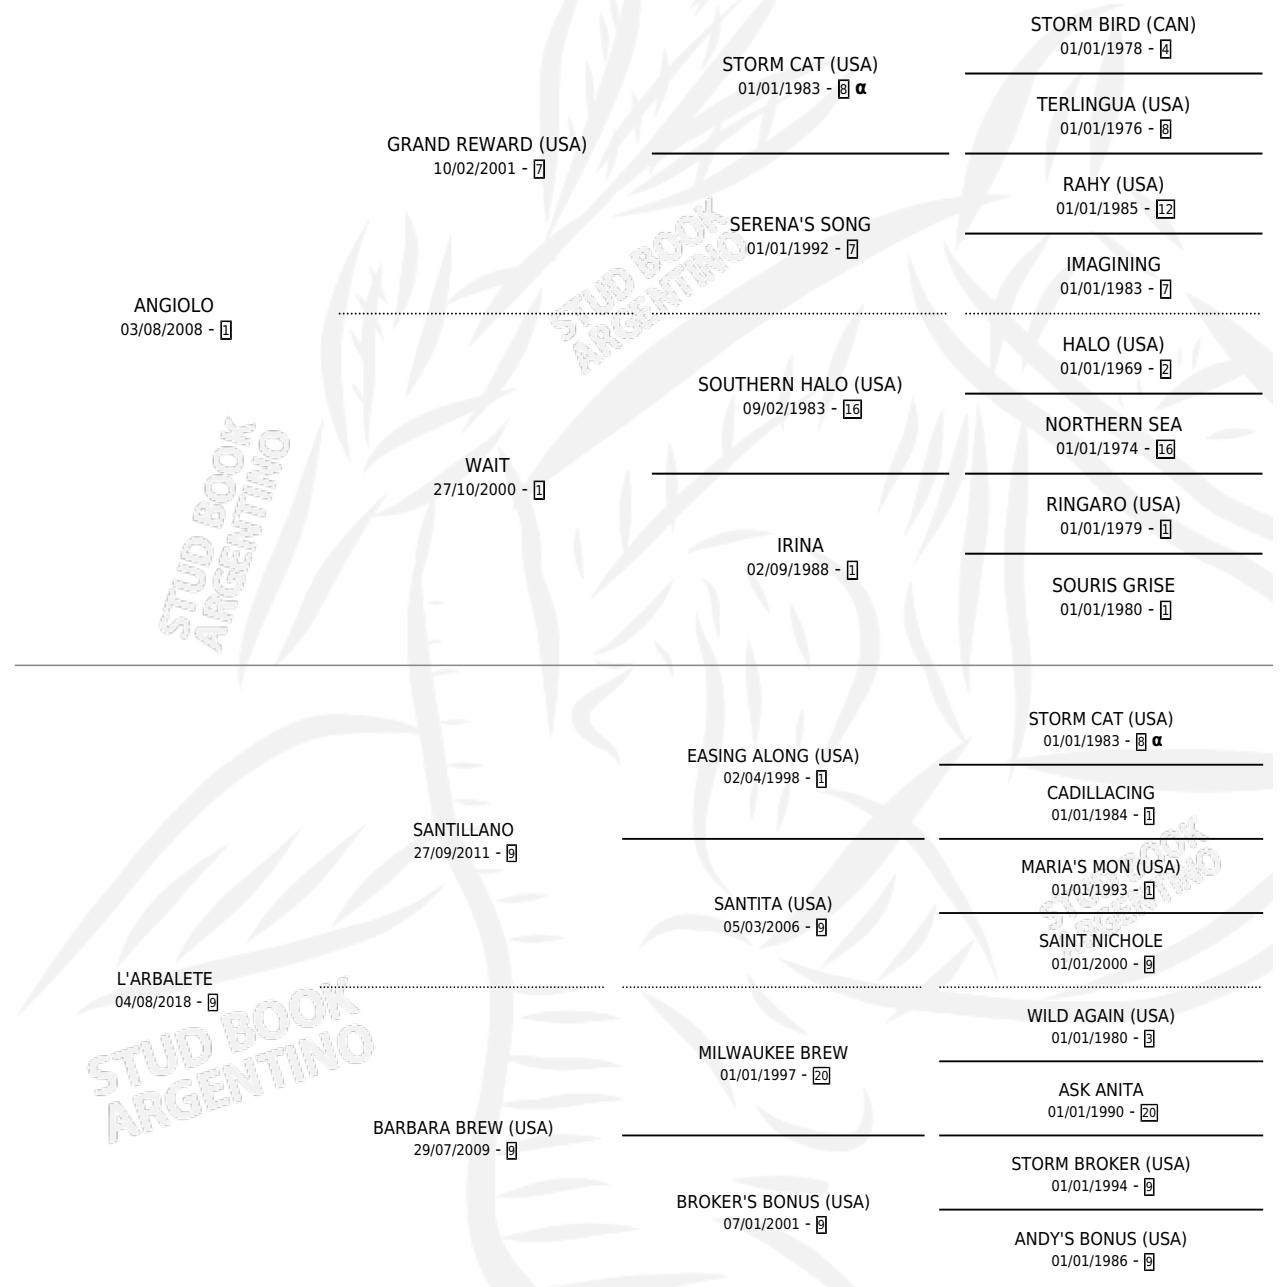 STORM BIRD (CAN)
01/01/1978 - 4
STORM CAT (USA)
01/01/1983 - 8 α
TERLINGUA (USA)
01/01/1976 - 8
GRAND REWARD (USA)
10/02/2001 - 7
RAHY (USA)
01/01/1985 - 12
SERENA'S SONG
01/01/1992 - 7
IMAGINING
01/01/1983 - 7
ANGIOLO
03/08/2008 - 1
HALO (USA)
01/01/1969 - 2
SOUTHERN HALO (USA)
09/02/1983 - 16
NORTHERN SEA
01/01/1974 - 16
WAIT
27/10/2000 - 1
RINGARO (USA)
01/01/1979 - 1
IRINA
02/09/1988 - 1
SOURIS GRISE
01/01/1980 - 1
STUD BOOK
ARGENTINO
STUD BOOK
ARGENTINO
STORM CAT (USA)
01/01/1983 - 8 α
EASING ALONG (USA)
02/04/1998 - 1
CADILLACING
01/01/1984 - 1
SANTILLANO
27/09/2011 - 9
MARIA'S MON (USA)
01/01/1993 - 1
SANTITA (USA)
05/03/2006 - 9
SAINT NICHOLE
01/01/2000 - 9
L'ARBALETE
04/08/2018 - 9
WILD AGAIN (USA)
01/01/1980 - 3
MILWAUKEE BREW
01/01/1997 - 20
ASK ANITA
01/01/1990 - 20
BARBARA BREW (USA)
29/07/2009 - 9
STORM BROKER (USA)
01/01/1994 - 9
BROKER'S BONUS (USA)
07/01/2001 - 9
ANDY'S BONUS (USA)
01/01/1986 - 9
STUD BOOK
ARGENTINO
STUD BOOK
ARGENTINO